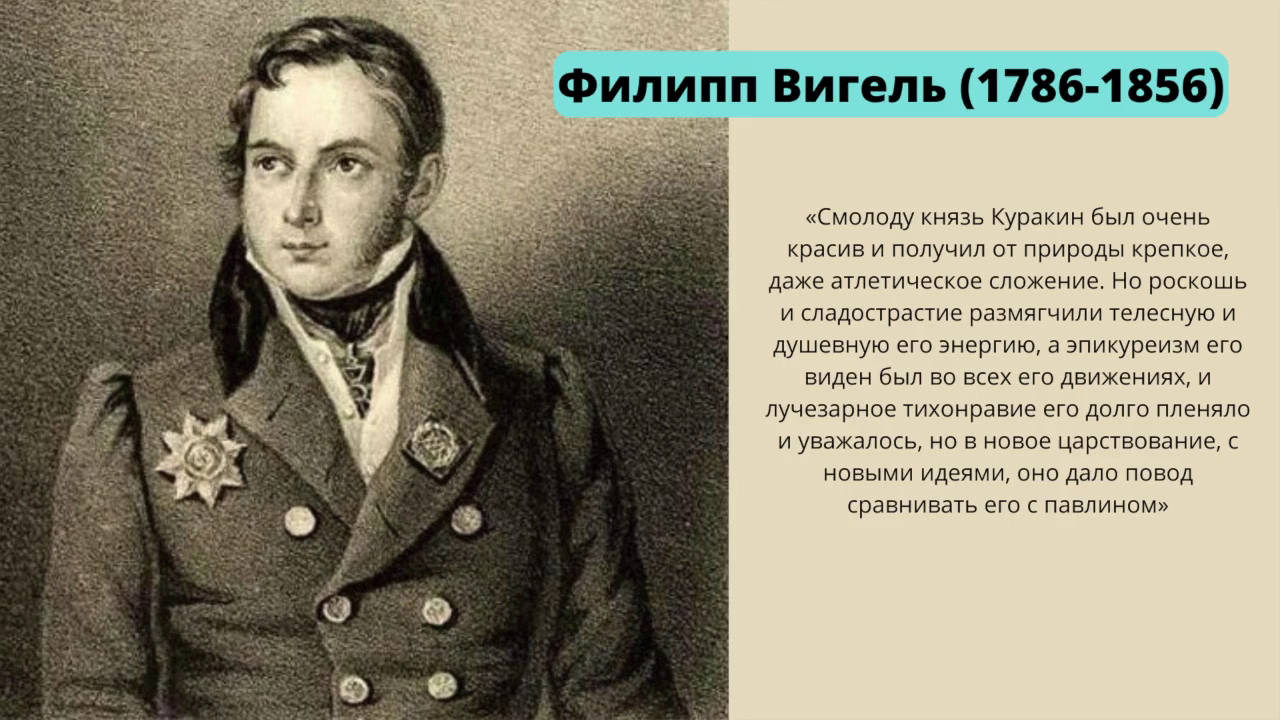 Филипп Вигель (1786-1856)
«Смолоду князь Куракин был очень
красив и получил от природы крепкое,
даже атлетическое сложение. Но роскошь
и сладострастие размягчили телесную и
душевную его энергию, а эпикуреизм его
виден был во всех его движениях, и
лучезарное тихонравие его долго пленяло
и уважалось, но в новое царствование, с
новыми идеями, оно дало повод
сравнивать его с павлином»